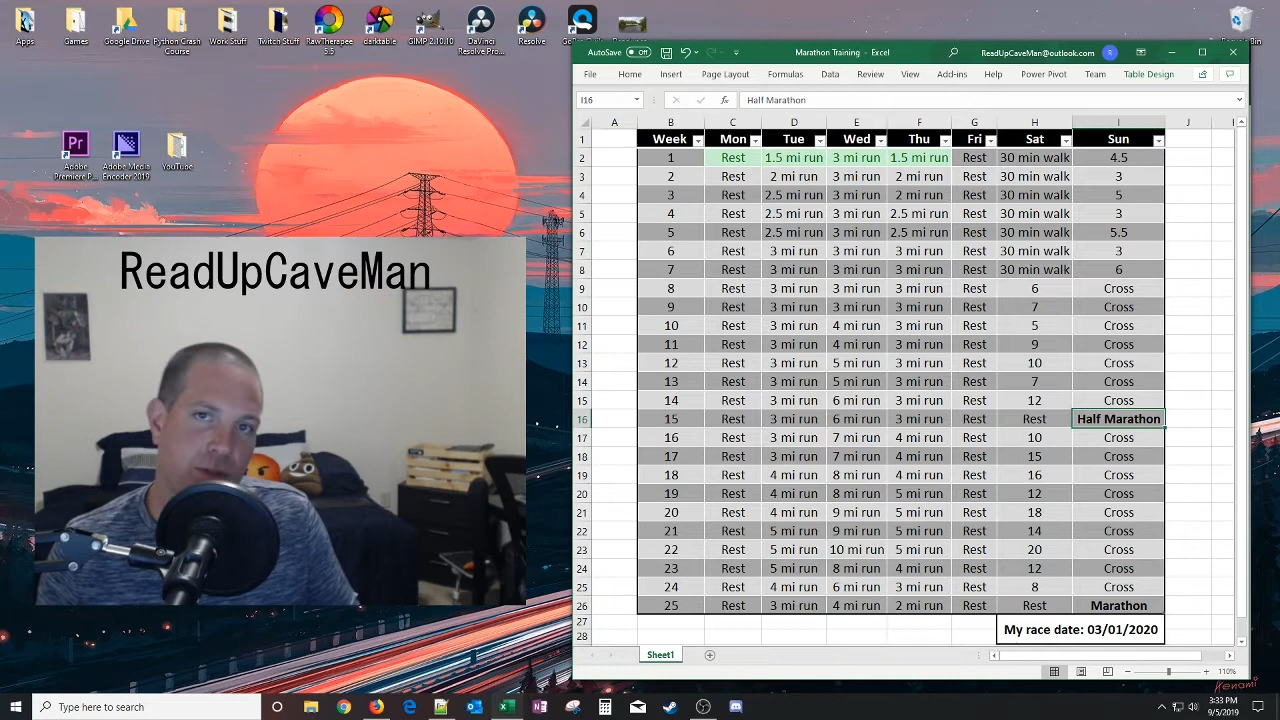 Apps
Games
Google Drive
Python Grasp Course
Work Stuff
Twitch Stuff
RawTherapee 5.5
darktable
GIMP 2.10.10
DaVinci Resolve Pro...
Resolve
Adobe Premiere P...
Adobe Media Encoder 2019
YouTube
ReadUpCaveMan
AutoSave Off
Marathon Training - Excel
ReadUpCaveMan@outlook.com R
File Home Insert Page Layout Formulas Data Review View Add-ins Help Power Pivot Team Table Design
I16 fx Half Marathon
A B C D E F G H I J
1 Week Mon Tue Wed Thu Fri Sat Sun
2 1 Rest 1.5 mi run 3 mi run 1.5 mi run Rest 30 min walk 4.5
3 2 Rest 2 mi run 3 mi run 2 mi run Rest 30 min walk 3
4 3 Rest 2.5 mi run 3 mi run 2 mi run Rest 30 min walk 5
5 4 Rest 2.5 mi run 3 mi run 2.5 mi run Rest 30 min walk 3
6 5 Rest 2.5 mi run 3 mi run 2.5 mi run Rest 30 min walk 5.5
7 6 Rest 3 mi run 3 mi run 3 mi run Rest 30 min walk 3
8 7 Rest 3 mi run 3 mi run 3 mi run Rest 30 min walk 6
9 8 Rest 3 mi run 3 mi run 3 mi run Rest 6 Cross
10 9 Rest 3 mi run 3 mi run 3 mi run Rest 7 Cross
11 10 Rest 3 mi run 4 mi run 3 mi run Rest 5 Cross
12 11 Rest 3 mi run 4 mi run 3 mi run Rest 9 Cross
13 12 Rest 3 mi run 5 mi run 3 mi run Rest 10 Cross
14 13 Rest 3 mi run 5 mi run 3 mi run Rest 7 Cross
15 14 Rest 3 mi run 6 mi run 3 mi run Rest 12 Cross
16 15 Rest 3 mi run 6 mi run 3 mi run Rest Rest Half Marathon
17 16 Rest 3 mi run 7 mi run 4 mi run Rest 10 Cross
18 17 Rest 3 mi run 7 mi run 4 mi run Rest 15 Cross
19 18 Rest 4 mi run 8 mi run 4 mi run Rest 16 Cross
20 19 Rest 4 mi run 8 mi run 5 mi run Rest 12 Cross
21 20 Rest 4 mi run 9 mi run 5 mi run Rest 18 Cross
22 21 Rest 5 mi run 9 mi run 5 mi run Rest 14 Cross
23 22 Rest 5 mi run 10 mi run 5 mi run Rest 20 Cross
24 23 Rest 5 mi run 8 mi run 4 mi run Rest 12 Cross
25 24 Rest 4 mi run 6 mi run 3 mi run Rest 8 Cross
26 25 Rest 3 mi run 4 mi run 2 mi run Rest Rest Marathon
27
28 My race date: 03/01/2020
Sheet1
110%
Kenami
Type here to search
3:33 PM
9/5/2019